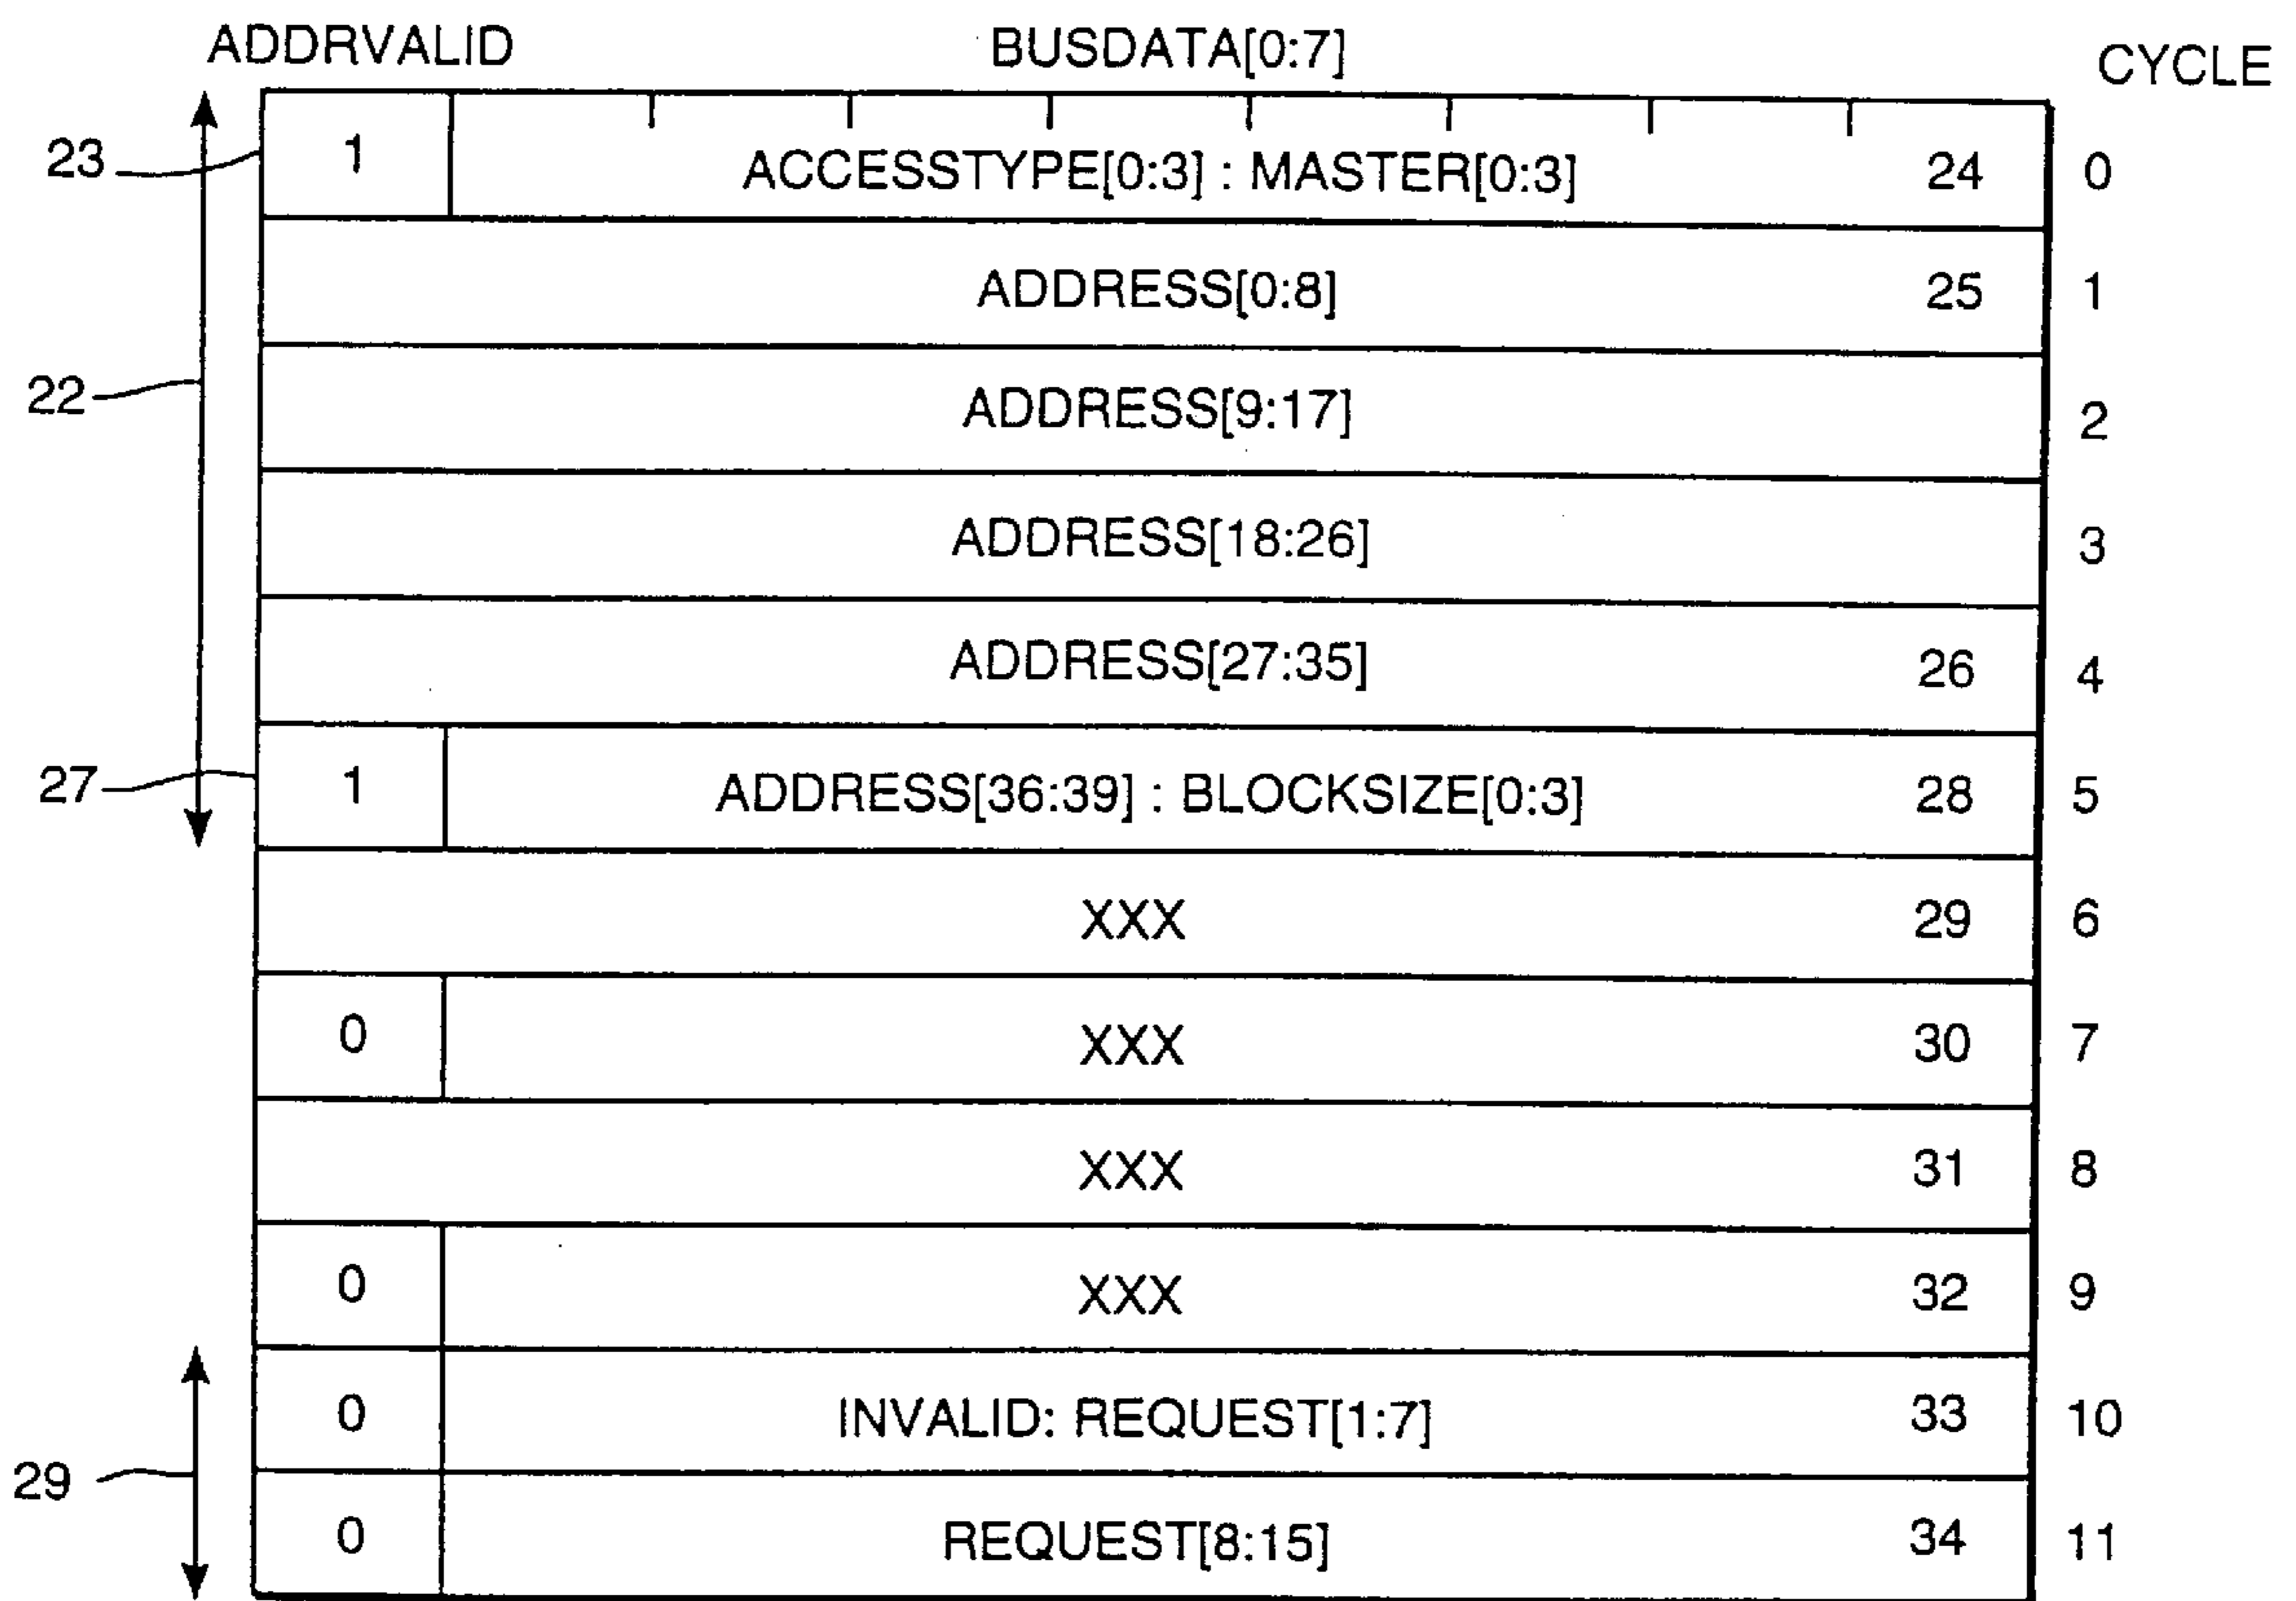 ADDRVALID BUSDATA[0:7] CYCLE
23 1 ACCESSTYPE[0:3] : MASTER[0:3] 24 0
ADDRESS[0:8] 25 1
22 ADDRESS[9:17] 2
ADDRESS[18:26] 3
ADDRESS[27:35] 26 4
27 1 ADDRESS[36:39] : BLOCKSIZE[0:3] 28 5
XXX 29 6
0 XXX 30 7
XXX 31 8
0 XXX 32 9
0 INVALID: REQUEST[1:7] 33 10
29 0 REQUEST[8:15] 34 11